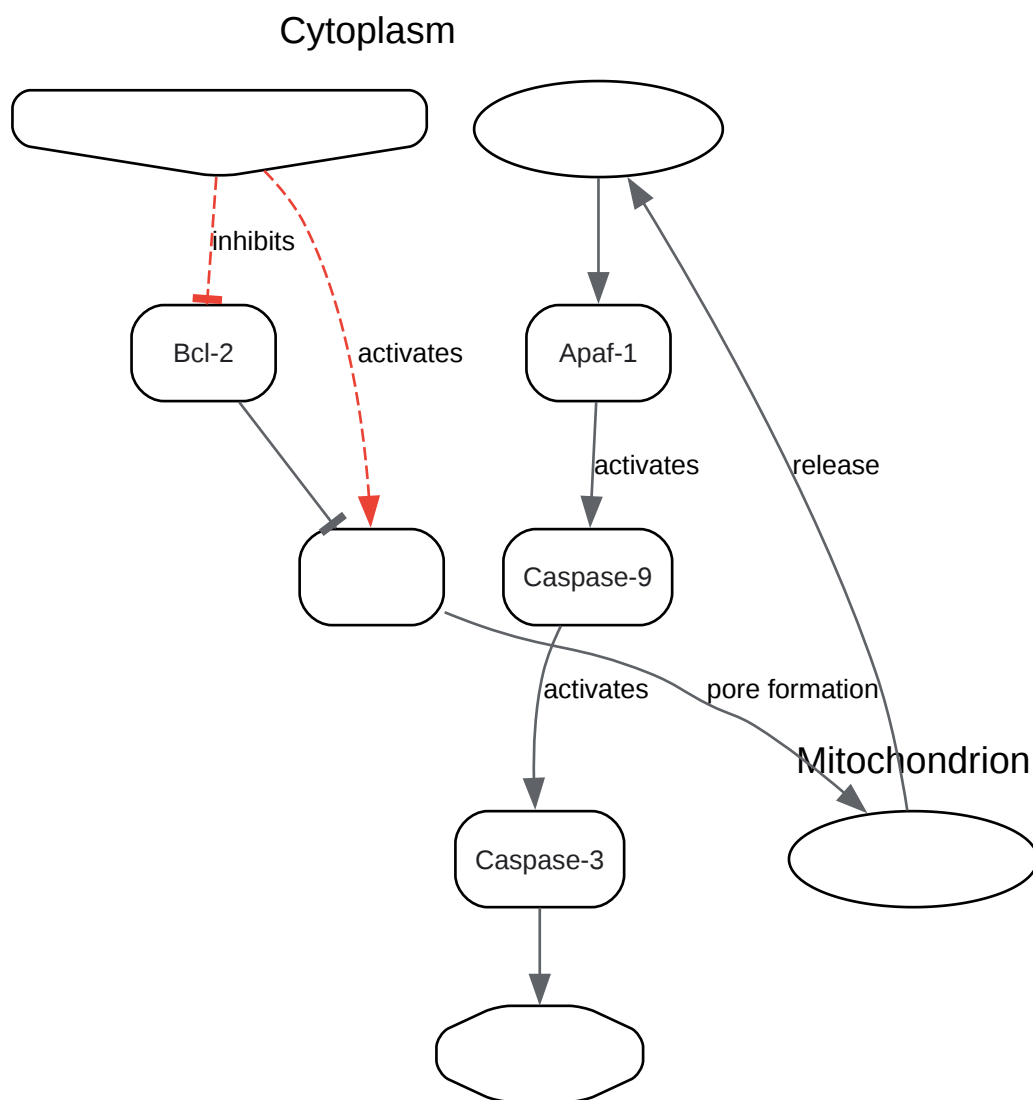 Cytoplasm
inhibits
Bcl-2
activates
Apaf-1
activates
release
Caspase-9
activates
pore formation
Mitochondrion
Caspase-3